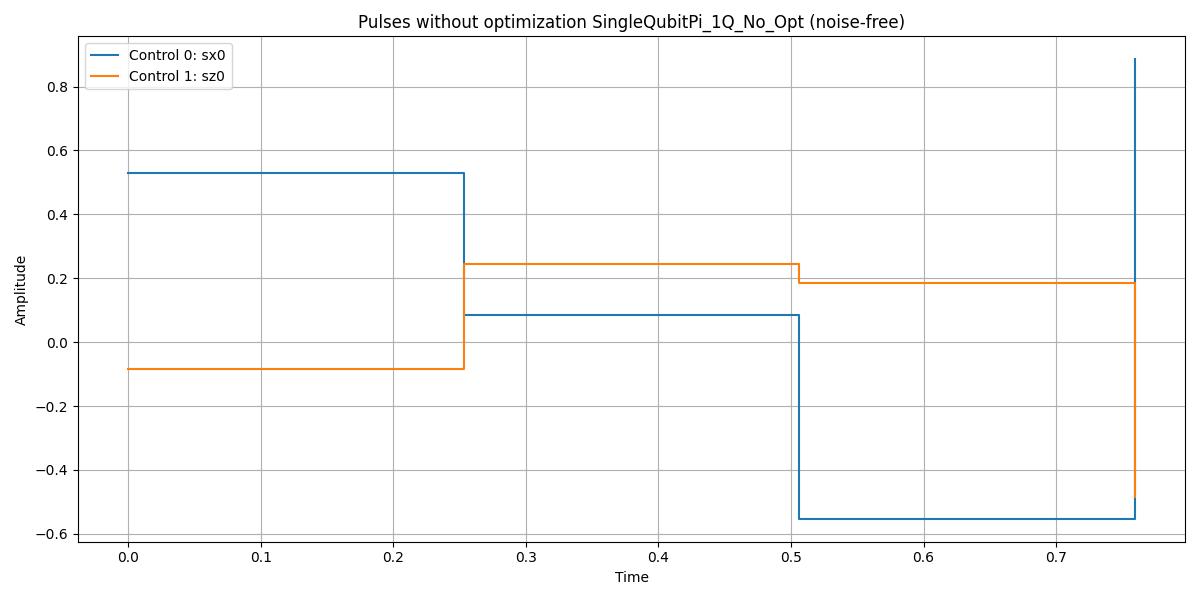 Pulses without optimization SingleQubitPi_1Q_No_Opt (noise-free)
Control 0: sx0
Control 1: sz0
Amplitude
0.8
0.6
0.4
0.2
0.0
−0.2
−0.4
−0.6
0.0 0.1 0.2 0.3 0.4 0.5 0.6 0.7
Time